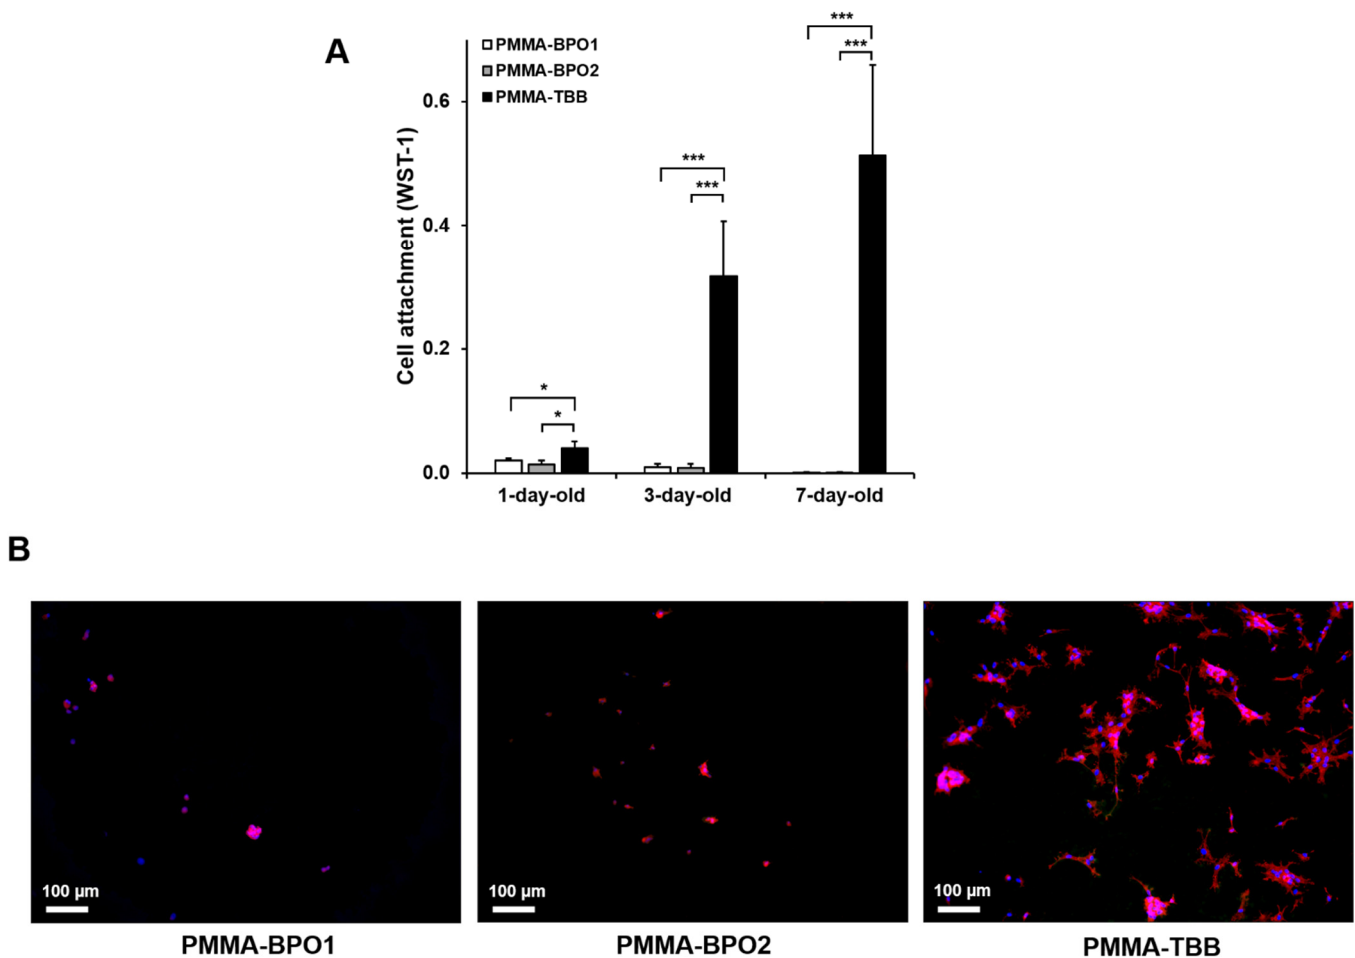 A
PMMA-BPO1
PMMA-BPO2
PMMA-TBB
Cell attachment (WST-1)
0.6
0.4
0.2
0.0
*
*
***
***
***
***
1-day-old 3-day-old 7-day-old
B
100 µm 100 µm 100 µm
PMMA-BPO1 PMMA-BPO2 PMMA-TBB